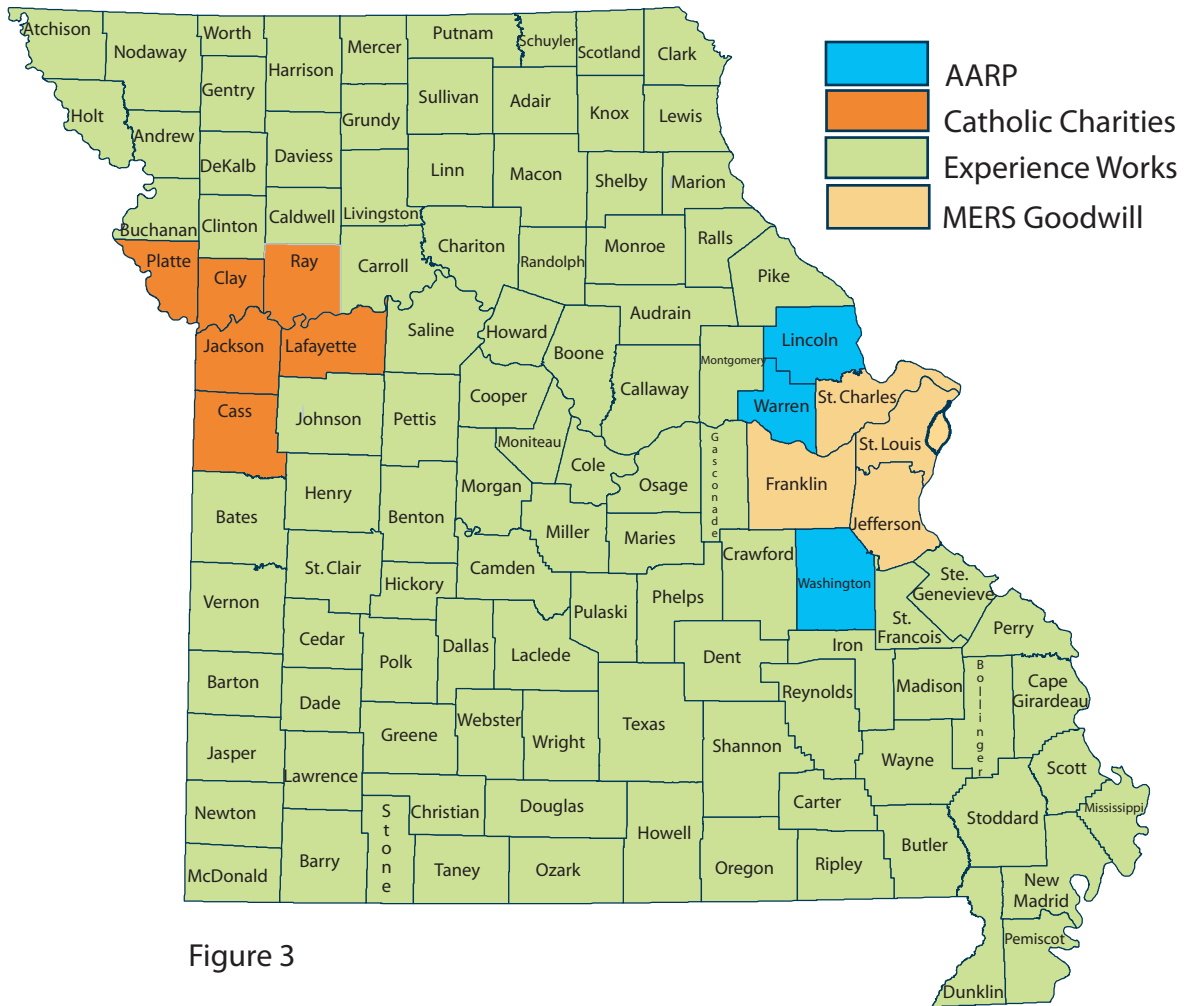 Atchison
Nodaway
Worth
Harrison
Mercer
Putnam
Schuyler
Scotland
Clark
AARP
Catholic Charities
Experience Works
MERS Goodwill
Gentry
Sullivan
Adair
Knox
Lewis
Holt
Grundy
Andrew
DeKalb
Daviess
Linn
Macon
Shelby
Marion
Buchanan
Clinton
Caldwell
Livingston
Chariton
Randolph
Monroe
Ralls
Pike
Platte
Clay
Ray
Carroll
Audrain
Jackson
Lafayette
Saline
Howard
Boone
Callaway
Montgomery
Lincoln
Warren
St. Charles
Cass
Johnson
Pettis
Cooper
Moniteau
Cole
Osage
Gasconade
Franklin
St. Louis
Jefferson
Bates
Henry
Benton
Morgan
Miller
Maries
Crawford
Washington
Ste.
Genevieve
St. Clair
Hickory
Camden
Pulaski
Phelps
St.
Francois
Perry
Vernon
Cedar
Polk
Dallas
Laclede
Dent
Iron
Reynolds
Madison
Bollinger
Cape
Girardeau
Barton
Dade
Greene
Webster
Wright
Texas
Shannon
Wayne
Scott
Mississippi
Jasper
Lawrence
Christian
Douglas
Howell
Carter
Butler
Stoddard
Newton
Barry
Stone
Taney
Ozark
Oregon
Ripley
McDonald
New
Madrid
Pemiscot
Dunklin
Figure 3